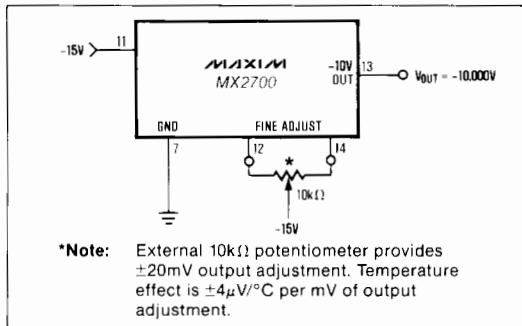 -15V 11
MAXIM
MX2700
-10V
OUT
13
VOUT = -10.000V
GND
FINE ADJUST
7
12
14
*
10kΩ
-15V
*Note: External 10kΩ potentiometer provides
±20mV output adjustment. Temperature
effect is ±4μV/°C per mV of output
adjustment.